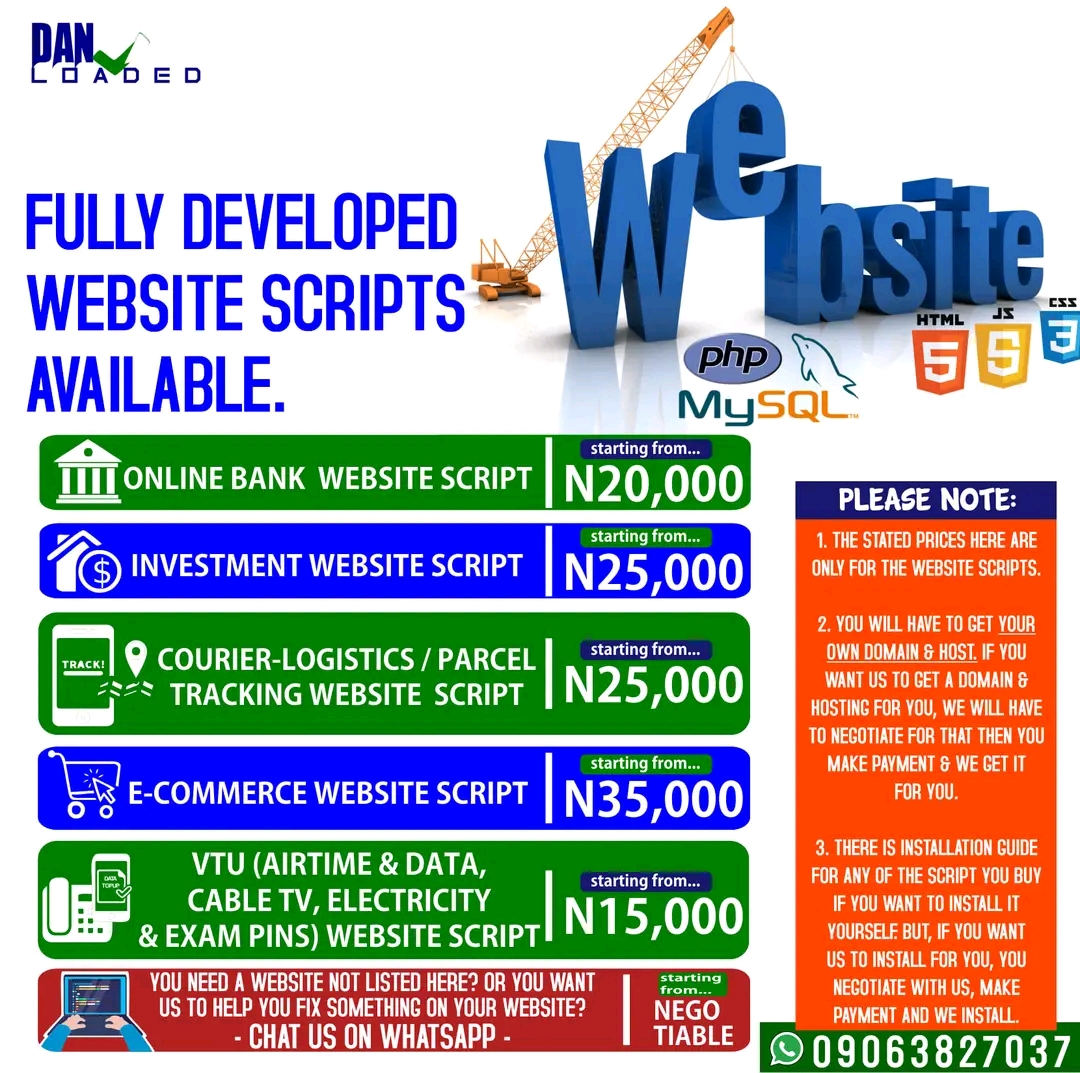 DAN
LOADED
Website
FULLY DEVELOPED
WEBSITE SCRIPTS
AVAILABLE.
php
MySQL™
HTML
5
JS
5
CSS
3
ONLINE BANK WEBSITE SCRIPT
starting from...
N20,000
INVESTMENT WEBSITE SCRIPT
starting from...
N25,000
TRACK!
COURIER-LOGISTICS / PARCEL
TRACKING WEBSITE SCRIPT
starting from...
N25,000
E-COMMERCE WEBSITE SCRIPT
starting from...
N35,000
DATA
TOPUP
VTU (AIRTIME & DATA,
CABLE TV, ELECTRICITY
& EXAM PINS) WEBSITE SCRIPT
starting from...
N15,000
YOU NEED A WEBSITE NOT LISTED HERE? OR YOU WANT
US TO HELP YOU FIX SOMETHING ON YOUR WEBSITE?
- CHAT US ON WHATSAPP -
starting
from...
NEGO
TIABLE
PLEASE NOTE:
1. THE STATED PRICES HERE ARE
ONLY FOR THE WEBSITE SCRIPTS.
2. YOU WILL HAVE TO GET YOUR
OWN DOMAIN & HOST. IF YOU
WANT US TO GET A DOMAIN &
HOSTING FOR YOU, WE WILL HAVE
TO NEGOTIATE FOR THAT THEN YOU
MAKE PAYMENT & WE GET IT
FOR YOU.
3. THERE IS INSTALLATION GUIDE
FOR ANY OF THE SCRIPT YOU BUY
IF YOU WANT TO INSTALL IT
YOURSELF. BUT, IF YOU WANT
US TO INSTALL FOR YOU, YOU
NEGOTIATE WITH US, MAKE
PAYMENT AND WE INSTALL.
09063827037